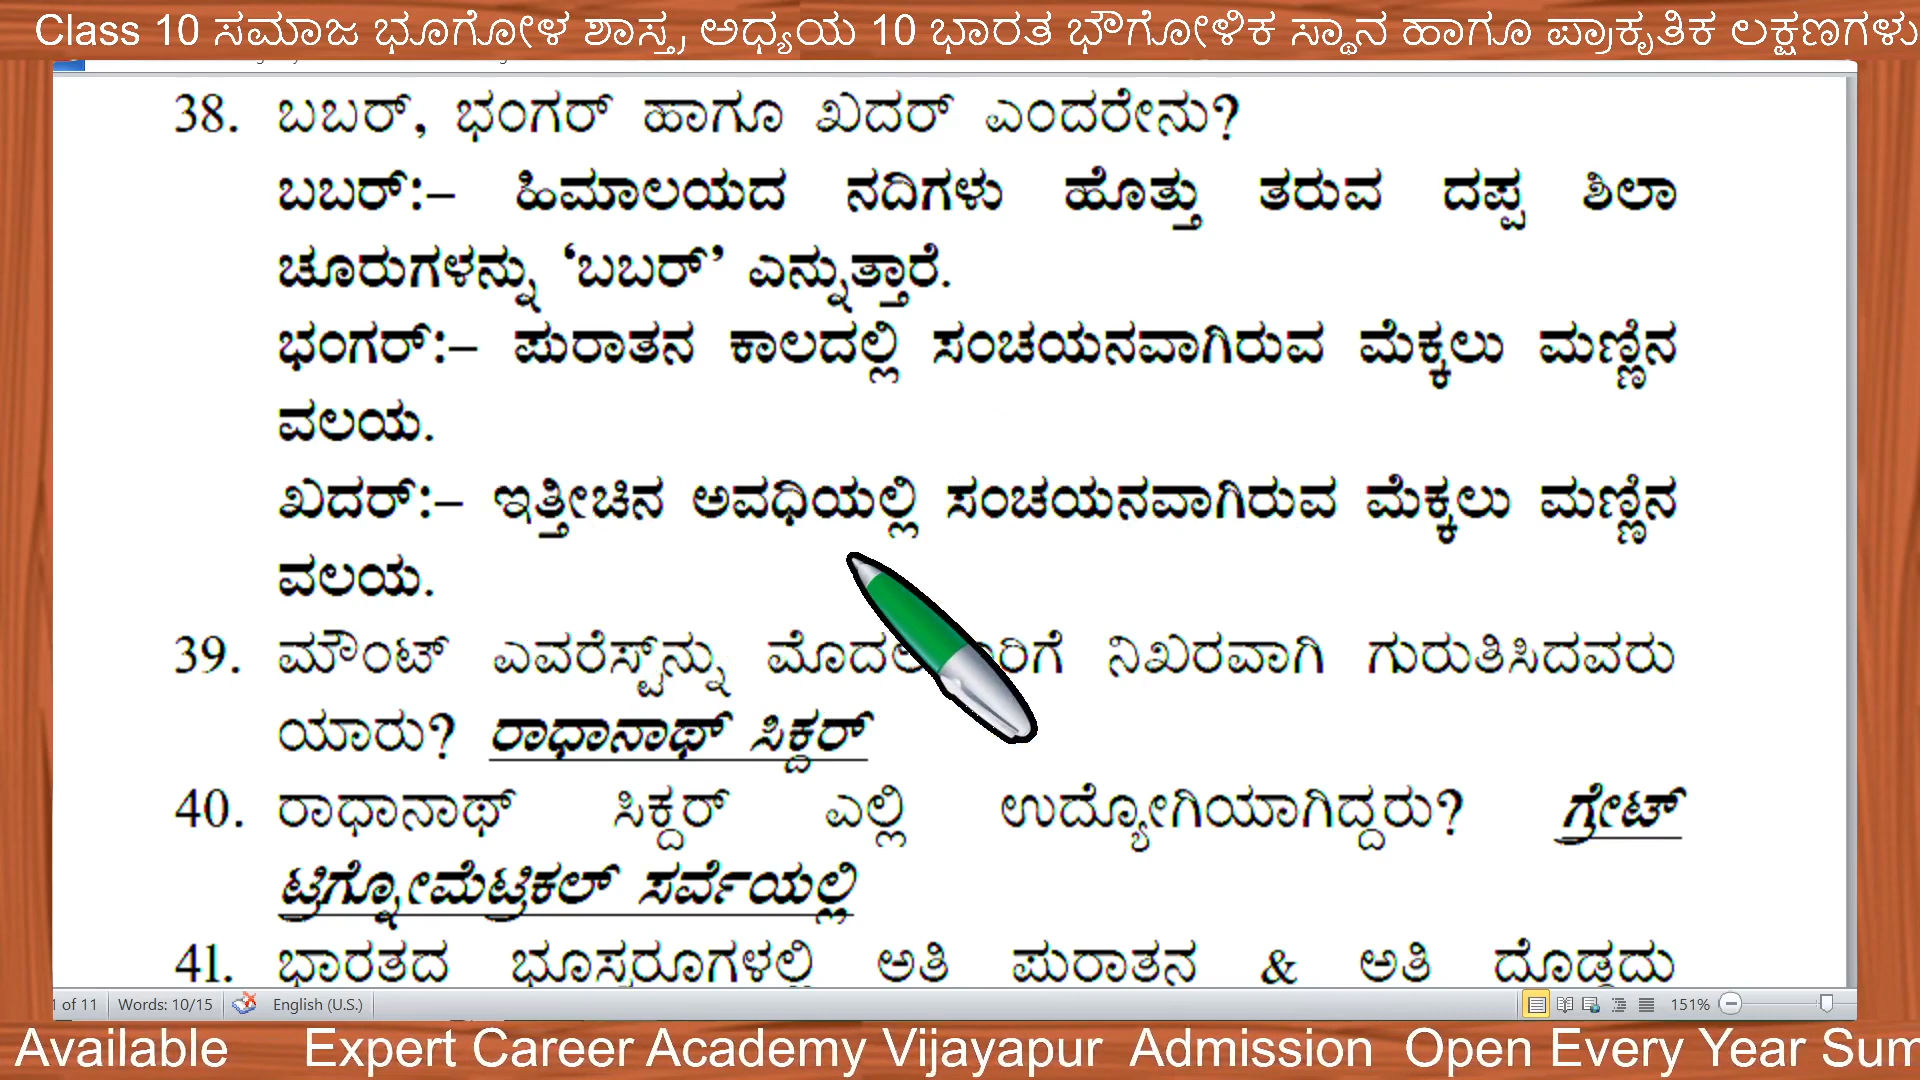 Class 10 ಸಮಾಜ ಭೂಗೋಳ ಶಾಸ್ತ್ರ ಅಧ್ಯಯ 10 ಭಾರತ ಭೌಗೋಳಿಕ ಸ್ಥಾನ ಹಾಗೂ ಪ್ರಾಕೃತಿಕ ಲಕ್ಷಣಗಳು
38. ಬಬರ್, ಭಂಗರ್ ಹಾಗೂ ಖದರ್ ಎಂದರೇನು?
ಬಬರ್:– ಹಿಮಾಲಯದ ನದಿಗಳು ಹೊತ್ತು ತರುವ ದಪ್ಪ ಶಿಲಾ
ಚೂರುಗಳನ್ನು ‘ಬಬರ್’ ಎನ್ನುತ್ತಾರೆ.
ಭಂಗರ್:– ಪುರಾತನ ಕಾಲದಲ್ಲಿ ಸಂಚಯನವಾಗಿರುವ ಮೆಕ್ಕಲು ಮಣ್ಣಿನ
ವಲಯ.
ಖದರ್:– ಇತ್ತೀಚಿನ ಅವಧಿಯಲ್ಲಿ ಸಂಚಯನವಾಗಿರುವ ಮೆಕ್ಕಲು ಮಣ್ಣಿನ
ವಲಯ.
39. ಮೌಂಟ್ ಎವರೆಸ್ಟ್‌ನ್ನು ನಿಖರವಾಗಿ ಗುರುತಿಸಿದವರು
ಯಾರು? ರಾಧಾನಾಥ್ ಸಿಕ್ದರ್
40. ರಾಧಾನಾಥ್ ಸಿಕ್ದರ್ ಎಲ್ಲಿ ಉದ್ಯೋಗಿಯಾಗಿದ್ದರು? ಗ್ರೇಟ್
ಟ್ರಿಗ್ನೋಮೆಟ್ರಿಕಲ್ ಸರ್ವೆಯಲ್ಲಿ
41. ಭಾರತದ ಭೂಸ್ವರೂಗಳಲ್ಲಿ ಅತಿ ಪುರಾತನ & ಅತಿ ದೊಡ್ಡದು
of 11 Words: 10/15 English (U.S.) 151%
Available Expert Career Academy Vijayapur Admission Open Every Year Sum